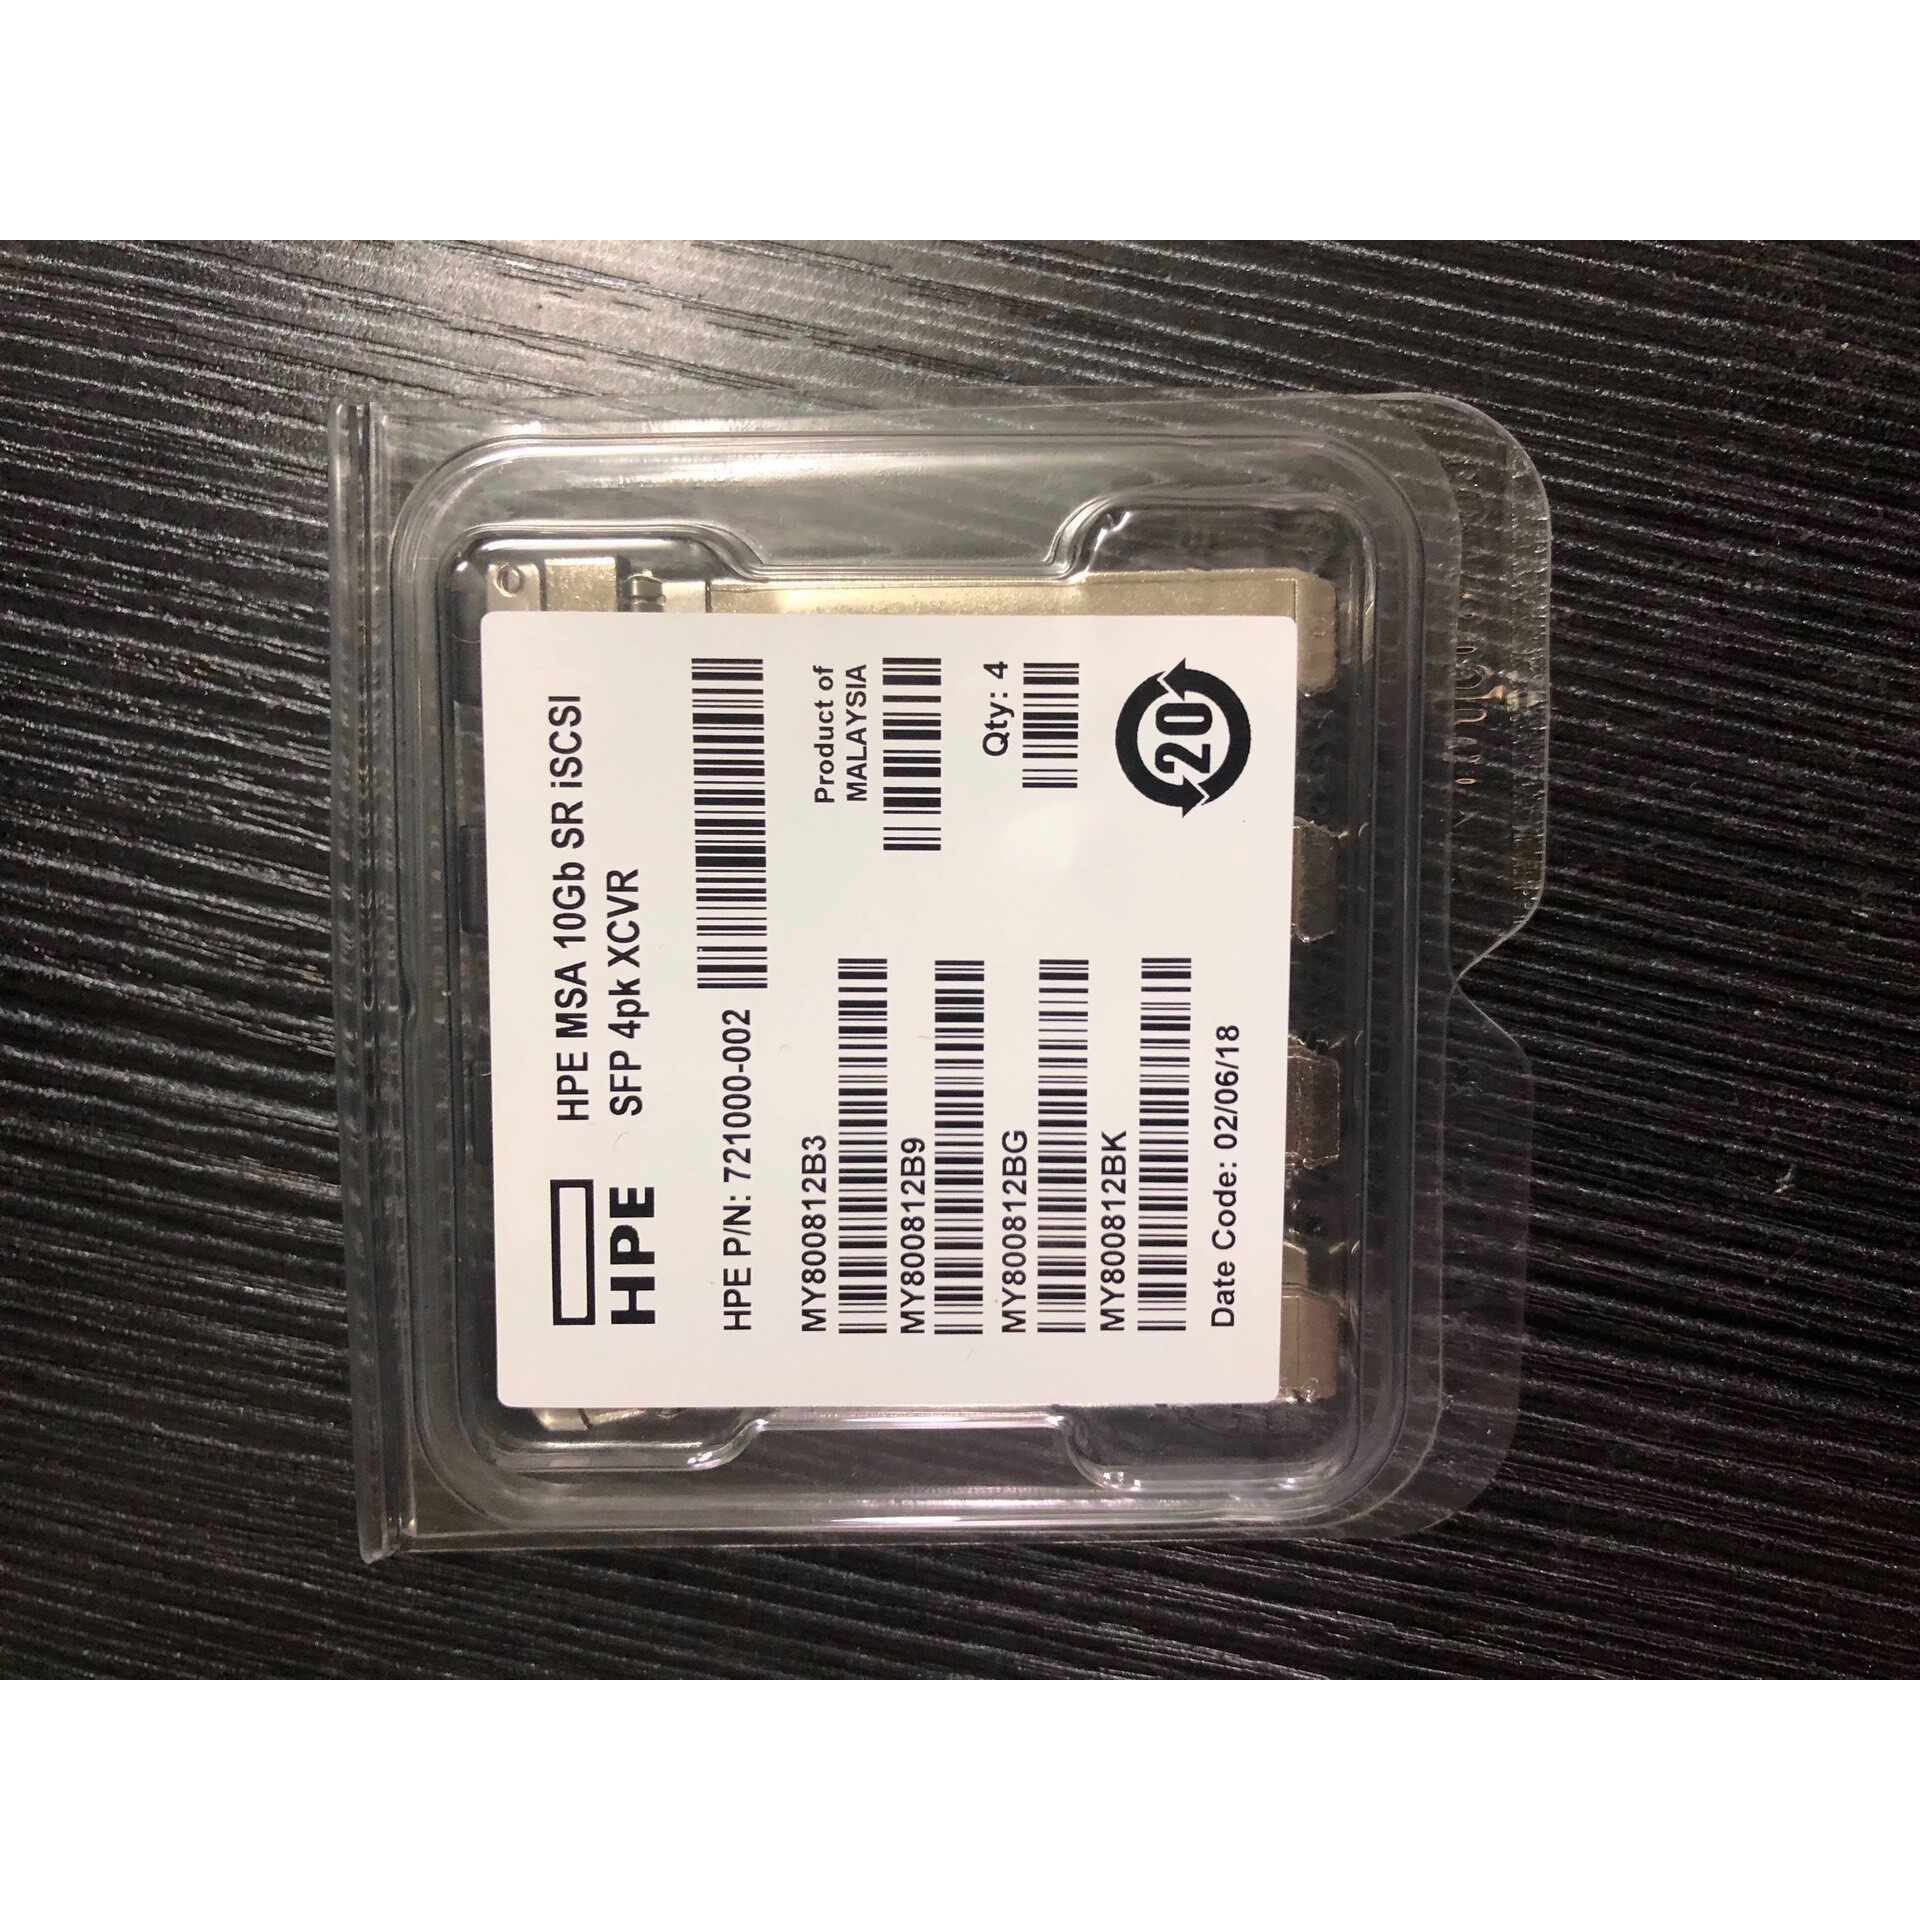 HPE
HPE MSA 10Gb SR iSCSI
SFP 4pk XCVR
HPE P/N: 721000-002
MY800812B3
MY800812B9
MY800812BG
MY800812BK
Date Code: 02/06/18
Product of
MALAYSIA
Qty: 4
20